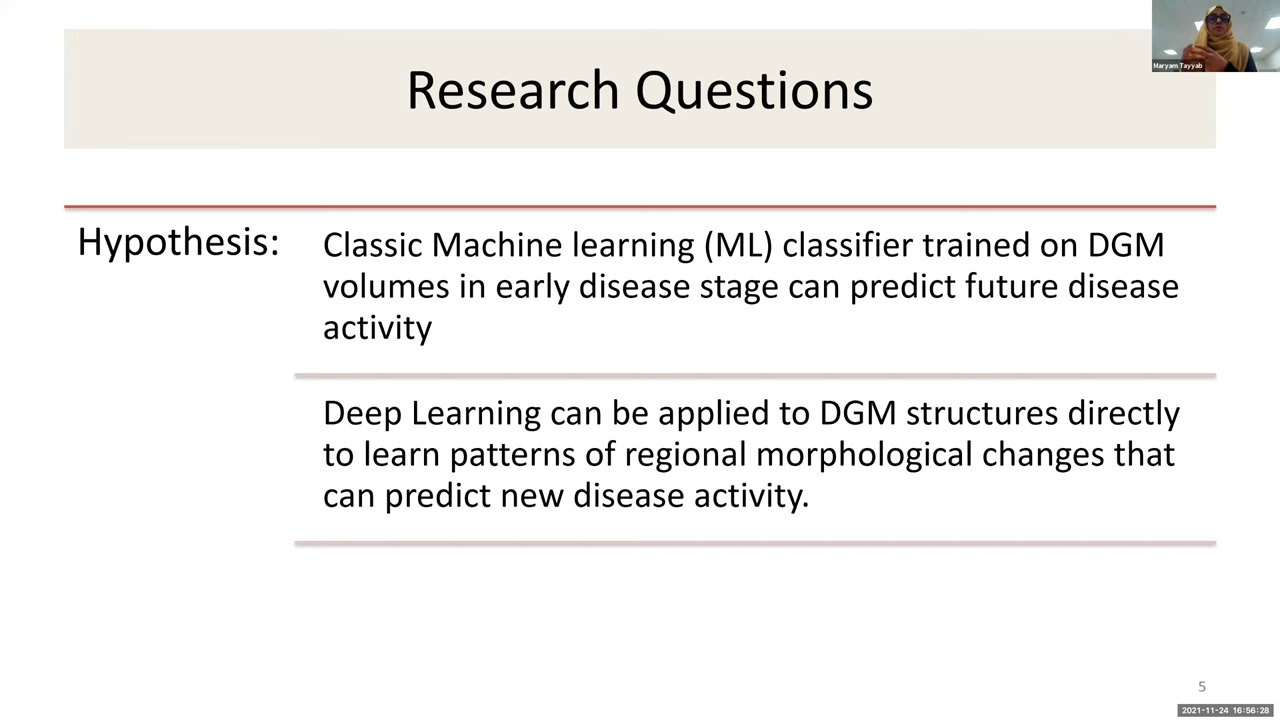 Maryam Tayyab
Research Questions
Hypothesis:
Classic Machine learning (ML) classifier trained on DGM
volumes in early disease stage can predict future disease
activity
Deep Learning can be applied to DGM structures directly
to learn patterns of regional morphological changes that
can predict new disease activity.
5
2021-11-24 16:56:28